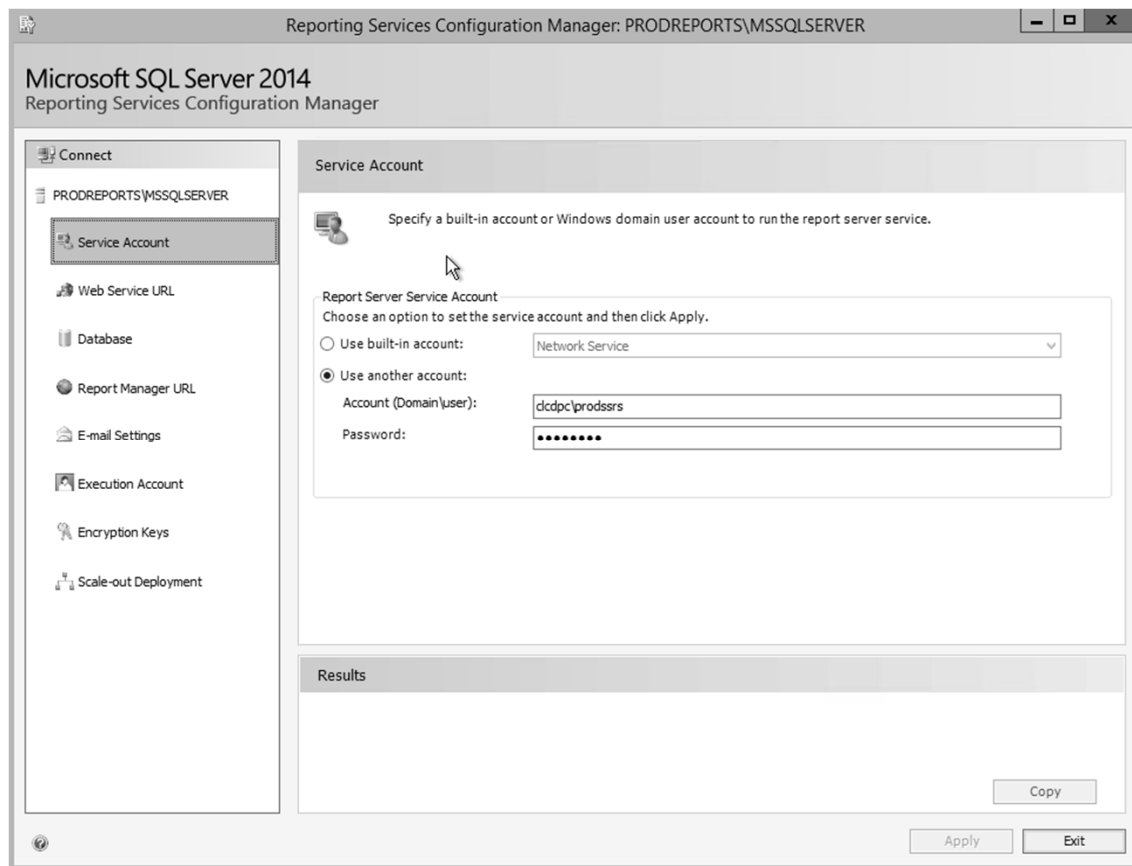 Reporting Services Configuration Manager: PRODREPORTS\MSSQLSERVER
Microsoft SQL Server 2014
Reporting Services Configuration Manager
Connect
PRODREPORTS\MSSQLSERVER
Service Account
Web Service URL
Database
Report Manager URL
E-mail Settings
Execution Account
Encryption Keys
Scale-out Deployment
Service Account
Specify a built-in account or Windows domain user account to run the report server service.
Report Server Service Account
Choose an option to set the service account and then click Apply.
Use built-in account:
Network Service
Use another account:
Account (Domain\user):
clcdpc\prodssrs
Password:
••••••••
Results
Copy
Apply
Exit